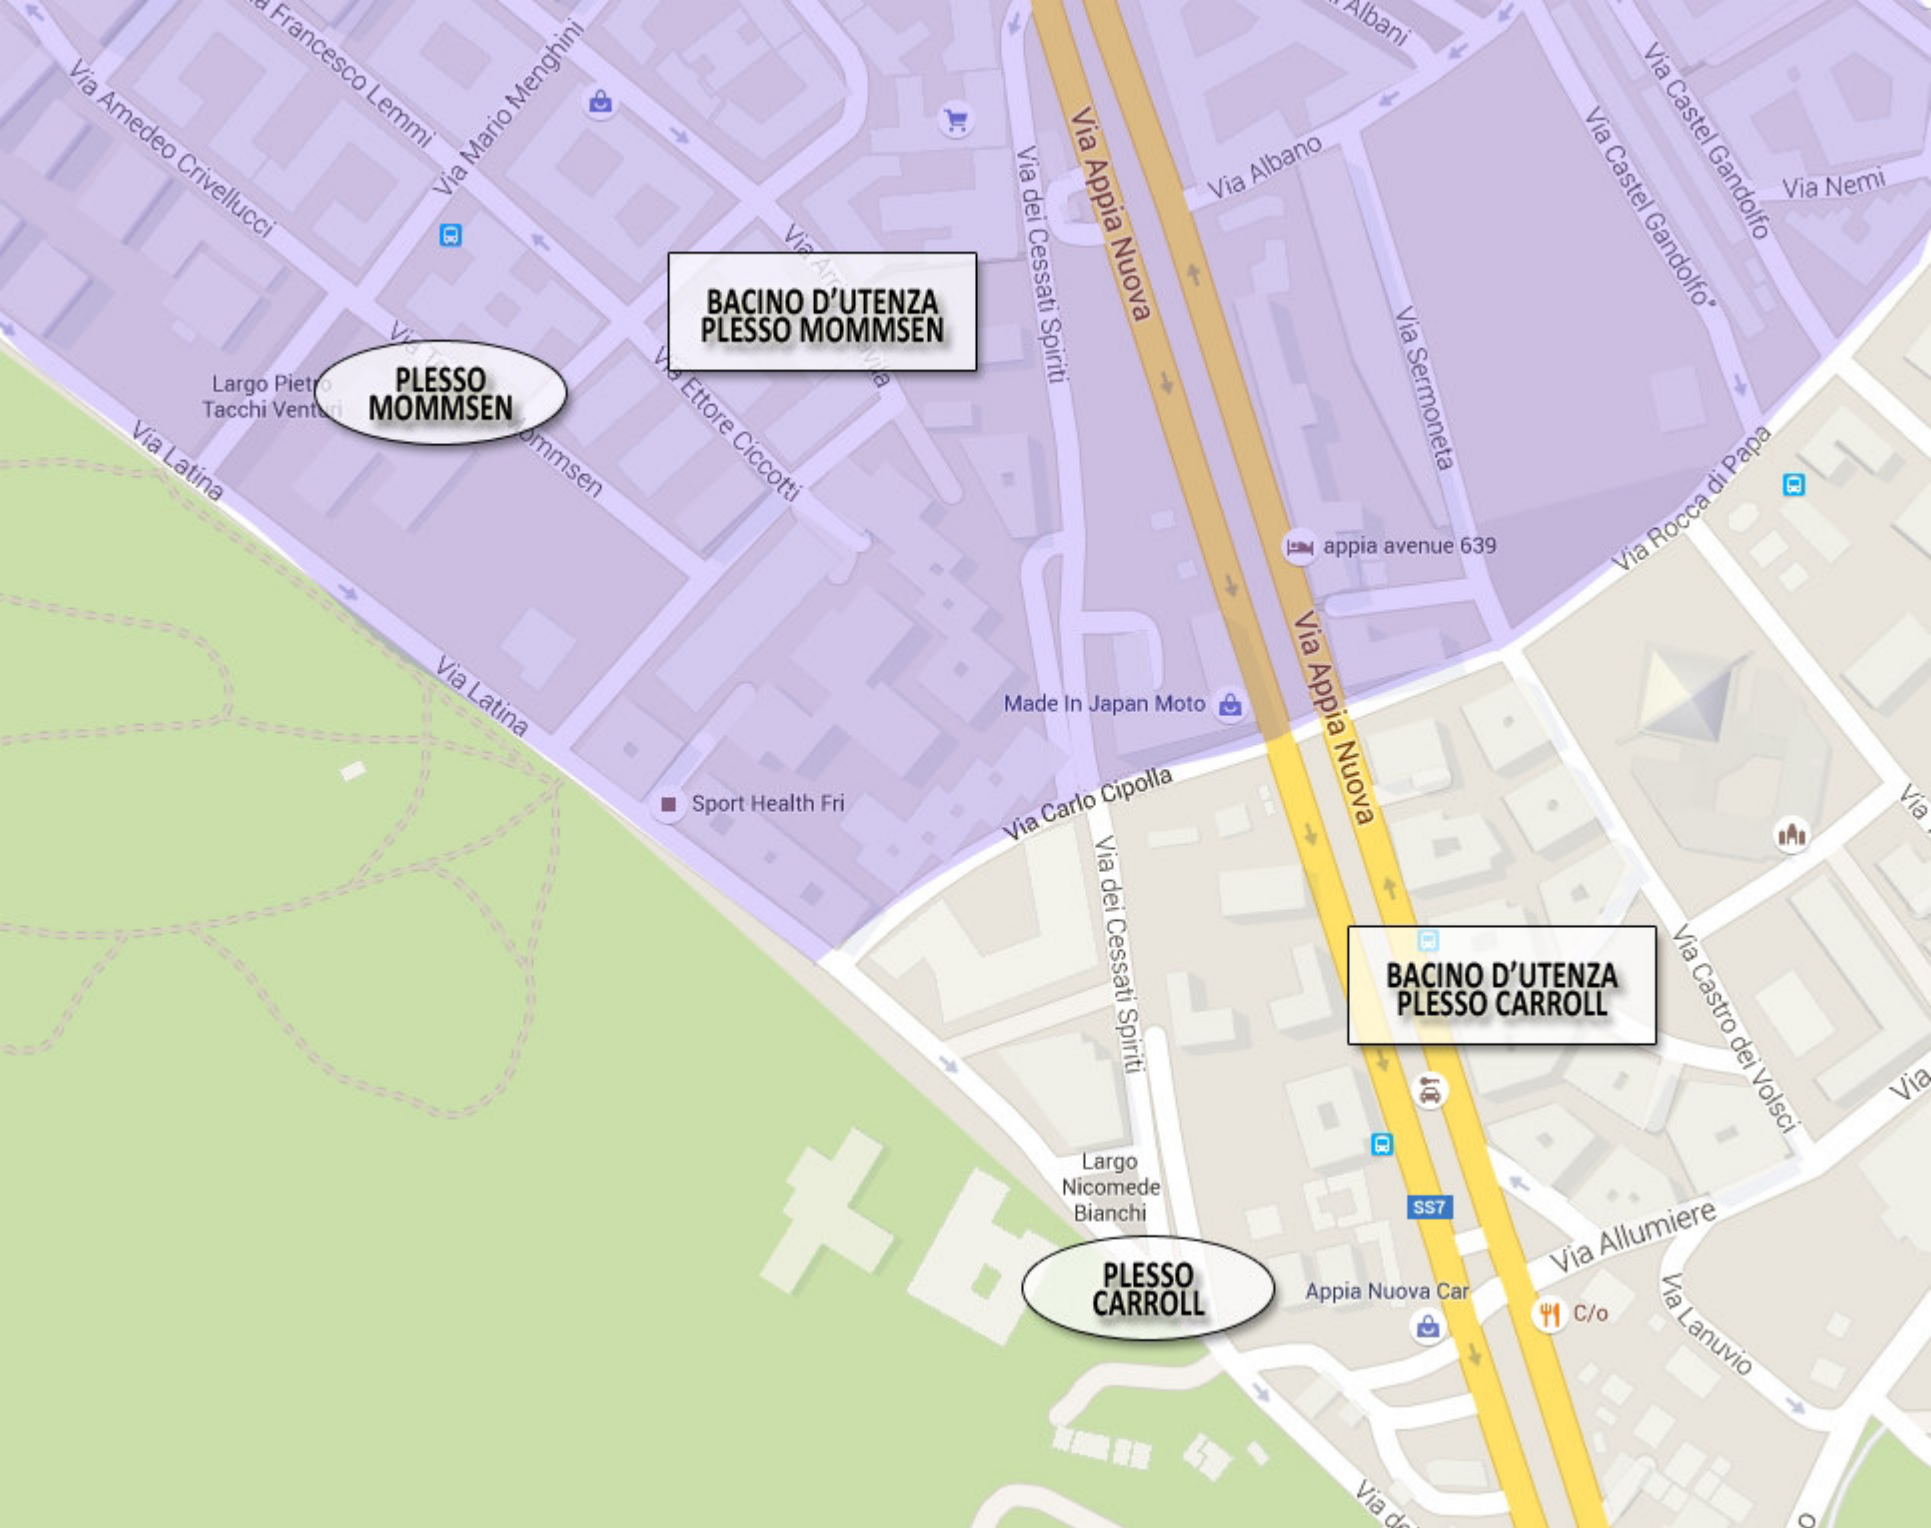 Francesco Lemmi
Via Mario Menghini
Via Amedeo Crivellucci
Albani
Via Castel Gandolfo
Via Castel Gandolfo
Via Nemi
Via Albano
Via Appia Nuova
Via dei Cessati Spiriti
BACINO D'UTENZA
PLESSO MOMMSEN
Via Sermoneta
PLESSO
MOMMSEN
Largo Pietro
Tacchi Venturi
Via Ettore Ciccotti
Via Latina
ommsen
Via Rocca di Papa
appia avenue 639
Via Appia Nuova
Via Latina
Made In Japan Moto
Sport Health Fri
Via Carlo Cipolla
Via
Via dei Cessati Spiriti
BACINO D'UTENZA
PLESSO CARROLL
Via Castro dei Volsci
Via
Largo
Nicomede
Bianchi
SS7
Via Allumiere
PLESSO
CARROLL
Appia Nuova Car
C/o
Via Lanuvio